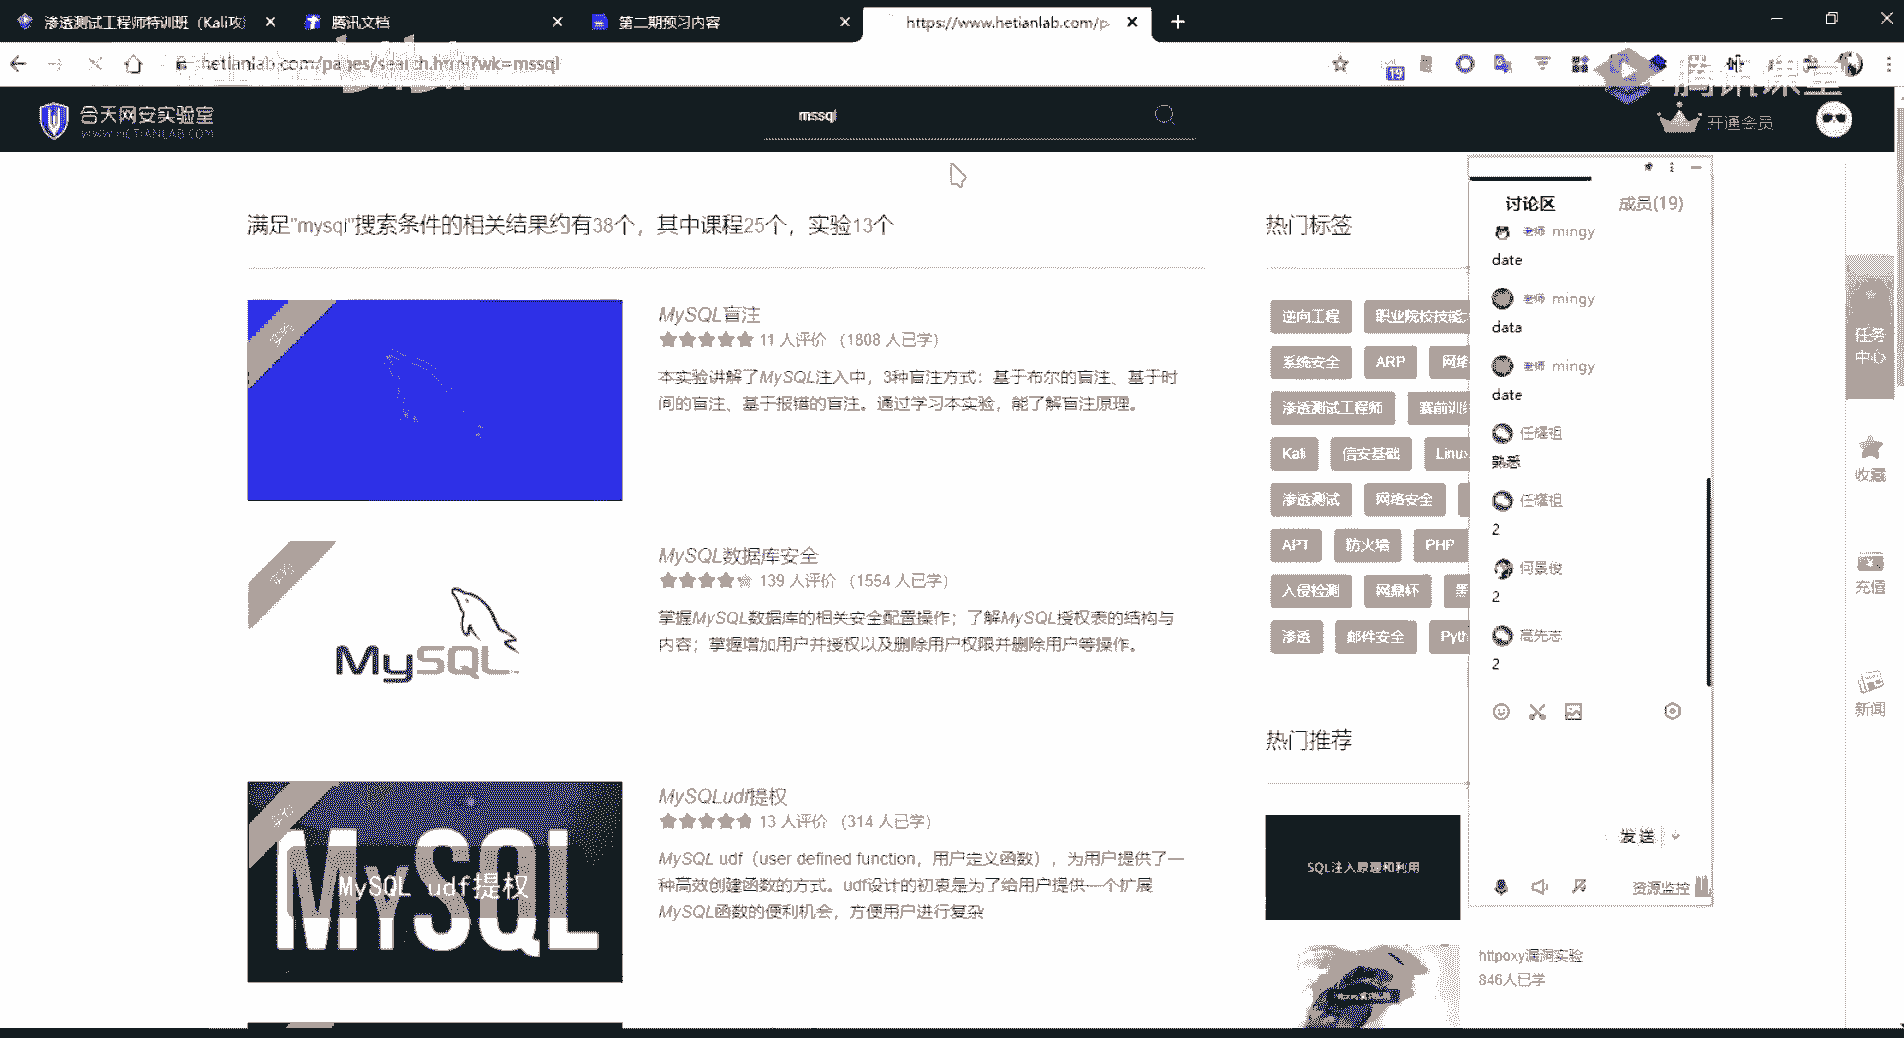 渗透测试工程师特训班（Kali攻
腾讯文档
第二期预习内容
https://www.hetianlab.com/p
hetianlab.com/pages/search.html?wk=mssql
19
腾讯课堂
合天网安实验室
WWW.HETIANLAB.COM
mssql
开通会员
满足"mysql"搜索条件的相关结果约有38个，其中课程25个，实验13个
MySQL盲注
11 人评价 （1808 人已学）
本实验讲解了MySQL注入中，3种盲注方式：基于布尔的盲注、基于时
间的盲注、基于报错的盲注。通过学习本实验，能了解盲注原理。
MySQL
MySQL数据库安全
139 人评价 （1554 人已学）
掌握MySQL数据库的相关安全配置操作；了解MySQL授权表的结构与
内容；掌握增加用户并授权以及删除用户权限并删除用户等操作。
MySQL
MySQL udf提权
MySQLudf提权
13 人评价 （314 人已学）
MySQL udf（user defined function，用户定义函数），为用户提供了一
种高效创建函数的方式。udf设计的初衷是为了给用户提供一个扩展
MySQL函数的便利机会，方便用户进行复杂
热门标签
逆向工程 职业院校技能
系统安全 ARP 网络
渗透测试工程师 赛前训
Kali 信安基础 Linux
渗透测试 网络安全
APT 防火墙 PHP
入侵检测 网鼎杯
渗透 邮件安全 Pyth
热门推荐
SQL注入原理和利用
httpoxy漏洞实验
846人已学
讨论区 成员(19)
老师 mingy
date
老师 mingy
data
老师 mingy
date
任耀祖
熟悉
任耀祖
2
何景俊
2
高先志
2
发送
资源监控
任务
中心
收藏
充值
新闻